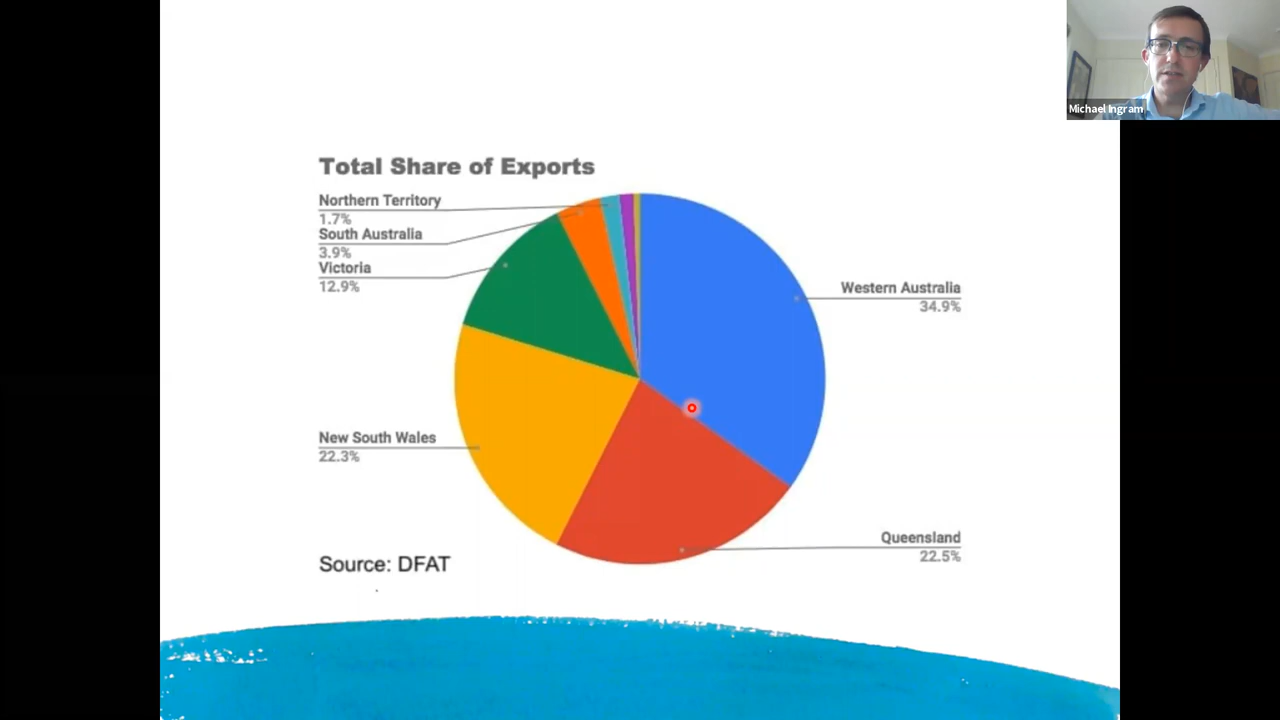 Michael Ingram
Total Share of Exports
Northern Territory
1.7%
South Australia
3.9%
Victoria
12.9%
Western Australia
34.9%
New South Wales
22.3%
Queensland
22.5%
Source: DFAT